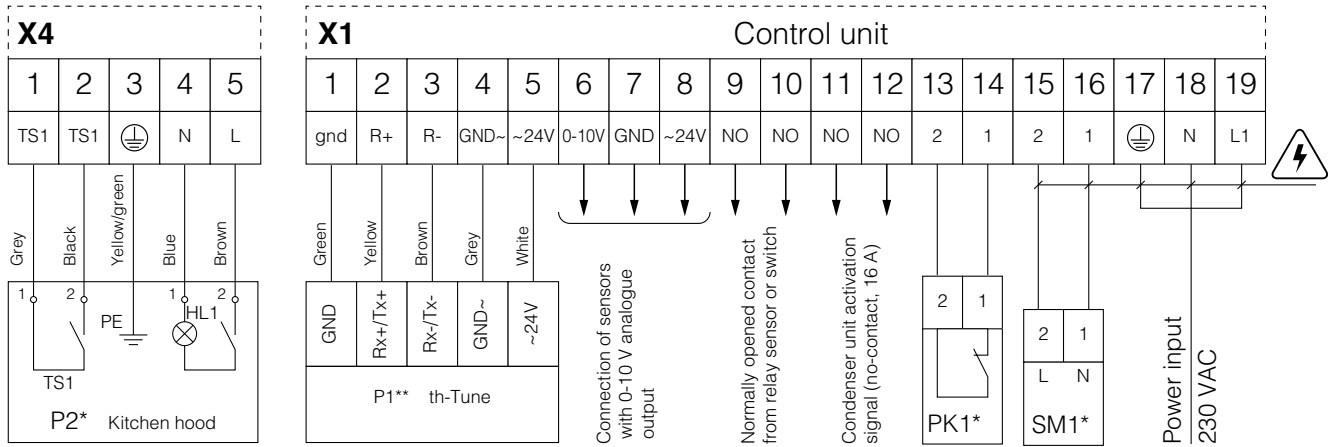 X4
1 2 3 4 5
TS1 TS1 N L
Grey
Black
Yellow/green
Blue
Brown
1 2 1 2
PE
HL1
TS1
P2* Kitchen hood
X1 Control unit
1 2 3 4 5 6 7 8 9 10 11 12 13 14 15 16 17 18 19
gnd R+ R- GND~ ~24V 0-10V GND ~24V NO NO NO NO 2 1 2 1 N L1
Green
Yellow
Brown
Grey
White
GND
Rx+/Tx+
Rx-/Tx-
GND~
~24V
P1** th-Tune
Connection of sensors
with 0-10 V analogue
output
Normally opened contact
from relay sensor or switch
Condenser unit activation
signal (no-contact, 16 A)
2 1
PK1*
2 1
L N
SM1*
Power input
230 VAC